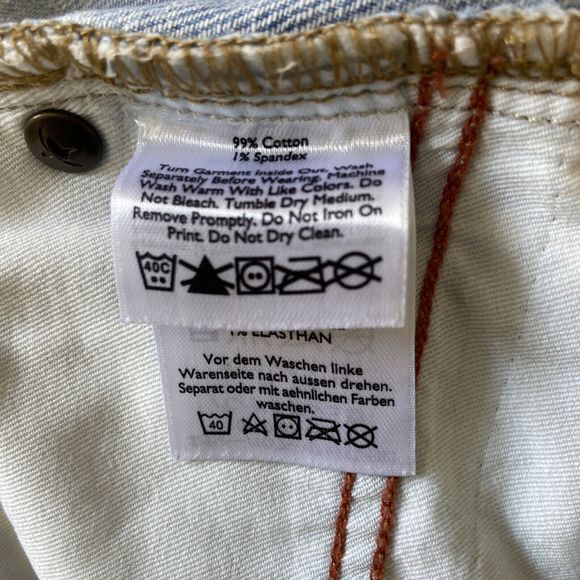 99% Cotton
1% Spandex
Turn Garment Inside Out. Wash
Separately Before Wearing. Machine
Wash Warm With Like Colors. Do
Not Bleach. Tumble Dry Medium.
Remove Promptly. Do Not Iron On
Print. Do Not Dry Clean.
40C
1% ELASTHAN
Vor dem Waschen linke
Warenseite nach aussen drehen.
Separat oder mit aehnlichen Farben
waschen.
40